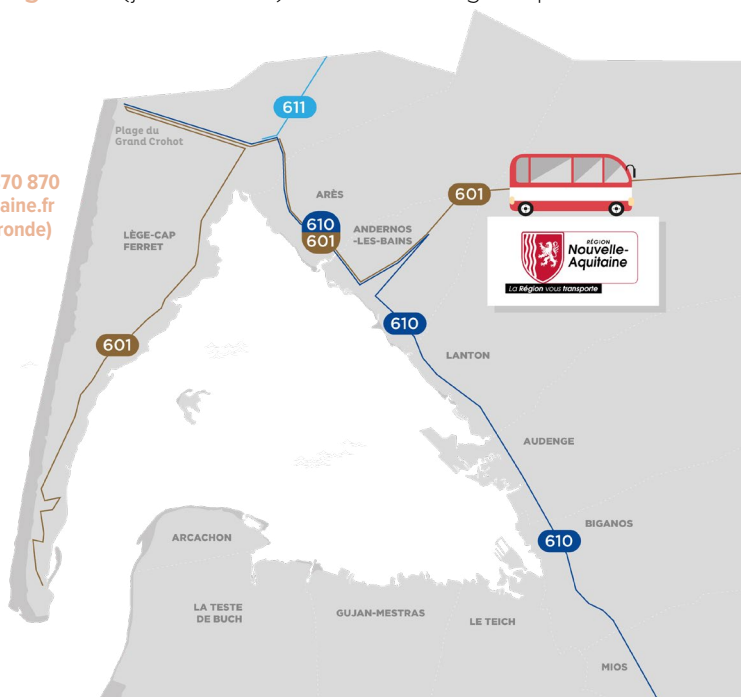 611
Plage du
Grand Crohot
70 870
aine.fr
ronde)
ARÈS
601
610
601
ANDERNOS
-LES-BAINS
LÈGE-CAP
FERRET
RÉGION
Nouvelle-
Aquitaine
La Région vous transporte
610
601
LANTON
AUDENGE
BIGANOS
610
ARCACHON
LA TESTE
DE BUCH
GUJAN-MESTRAS
LE TEICH
MIOS